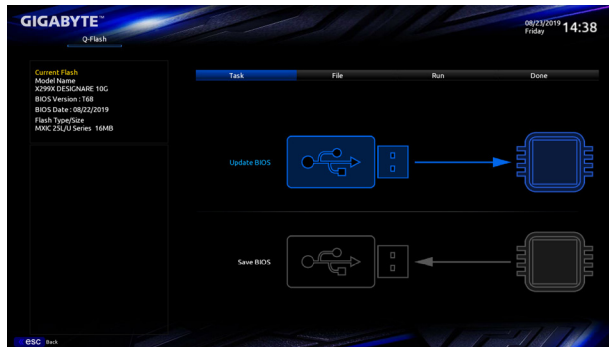 GIGABYTE™
Q-Flash
08/23/2019
Friday
14:38
Current Flash
Model Name
X299X DESIGNARE 10G
BIOS Version : T68
BIOS Date : 08/22/2019
Flash Type/Size
MXIC 25L/U Series 16MB
Task File Run Done
Update BIOS
Save BIOS
esc Back